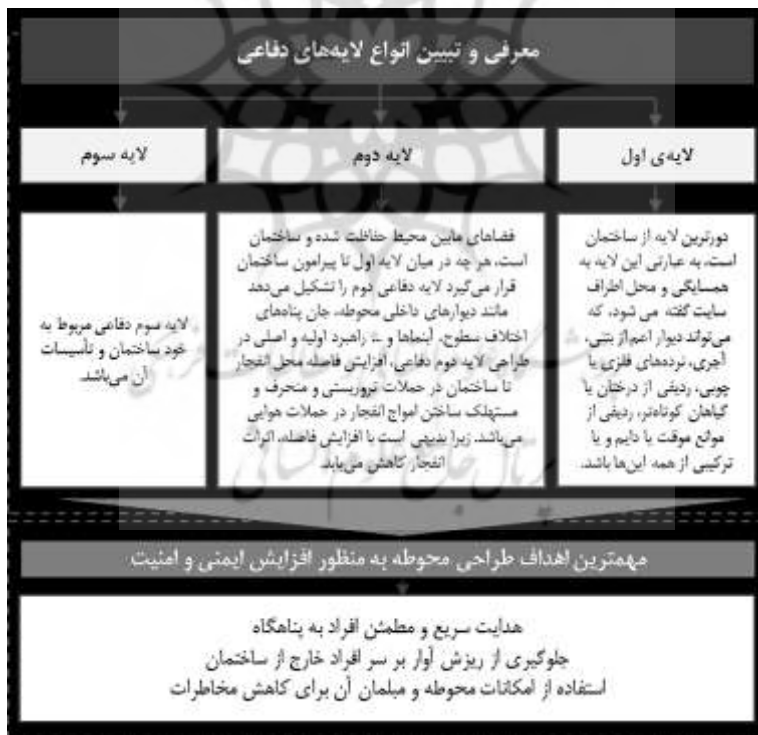 معرفی و تبیین انواع لایه‌های دفاعی
لایه‌ی اول
دورترین لایه از ساختمان
است، به عبارتی این لایه به
همسایگی و محل اطراف
سایت گفته می شود، که
می‌تواند دیوار اعم از بتنی،
آجری، نرده‌های فلزی یا
چوبی، ردیفی از درختان یا
گیاهان کوتاه‌تر، ردیفی از
موانع موقت یا دایم و یا
ترکیبی از همه این‌ها باشد.
لایه دوم
فضاهای مابین محیط حفاظت شده و ساختمان
است، هر چه در میان لایه اول تا پیرامون ساختمان
قرار می‌گیرد لایه دفاعی دوم را تشکیل می‌دهد
مانند دیوارهای داخلی محوطه، جان پناه‌های
اختلاف سطوح، آبنماها و ... راهبرد اولیه و اصلی در
طراحی لایه دوم دفاعی، افزایش فاصله محل انفجار
تا ساختمان در حملات تروریستی و منحرف و
مستهلک ساختن امواج انفجار در حملات هوایی
می‌باشد. زیرا بدیهی است با افزایش فاصله، اثرات
انفجار کاهش می‌یابد.
لایه سوم
لایه سوم دفاعی مربوط به
خود ساختمان و تأسیسات
آن می‌باشد.
مهمترین اهداف طراحی محوطه به منظور افزایش ایمنی و امنیت
هدایت سریع و مطمئن افراد به پناهگاه
جلوگیری از ریزش آوار بر سر افراد خارج از ساختمان
استفاده از امکانات محوطه و مبلمان آن برای کاهش مخاطرات
پرتال جامع علوم انسانی